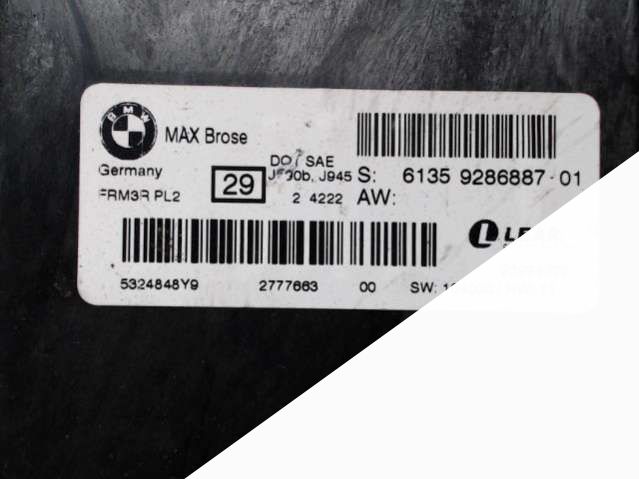 BMW
MAX Brose
Germany
FRM3R PL2
29
DOT SAE
J945
2 4222
S: 6135 9286887-01
AW:
5324848Y9 2777663 00 SW: